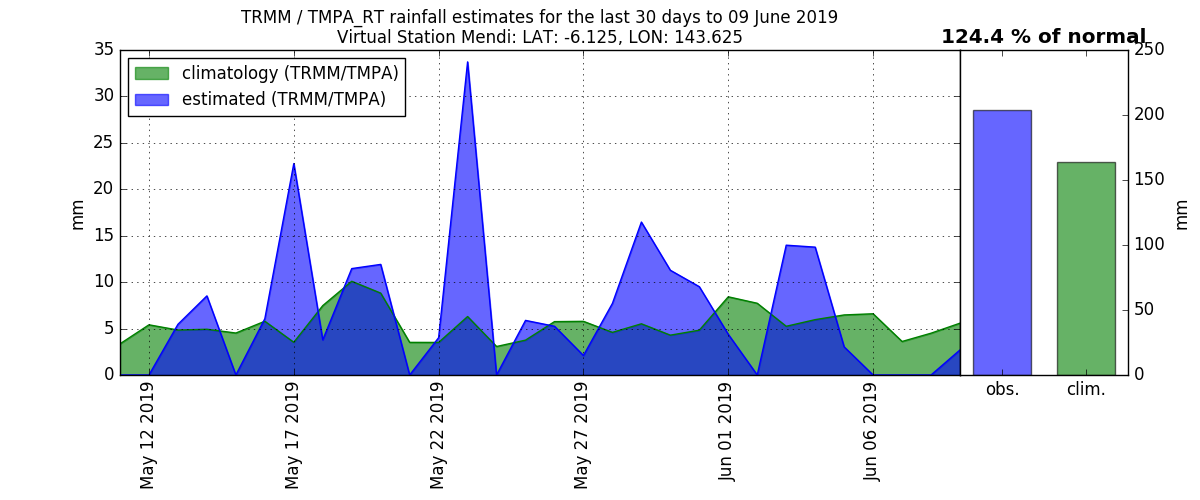 TRMM / TMPA_RT rainfall estimates for the last 30 days to 09 June 2019
Virtual Station Mendi: LAT: -6.125, LON: 143.625
124.4 % of normal
climatology (TRMM/TMPA)
estimated (TRMM/TMPA)
35
30
25
20
15
10
5
0
mm
May 12 2019
May 17 2019
May 22 2019
May 27 2019
Jun 01 2019
Jun 06 2019
250
200
150
100
50
0
mm
obs.
clim.